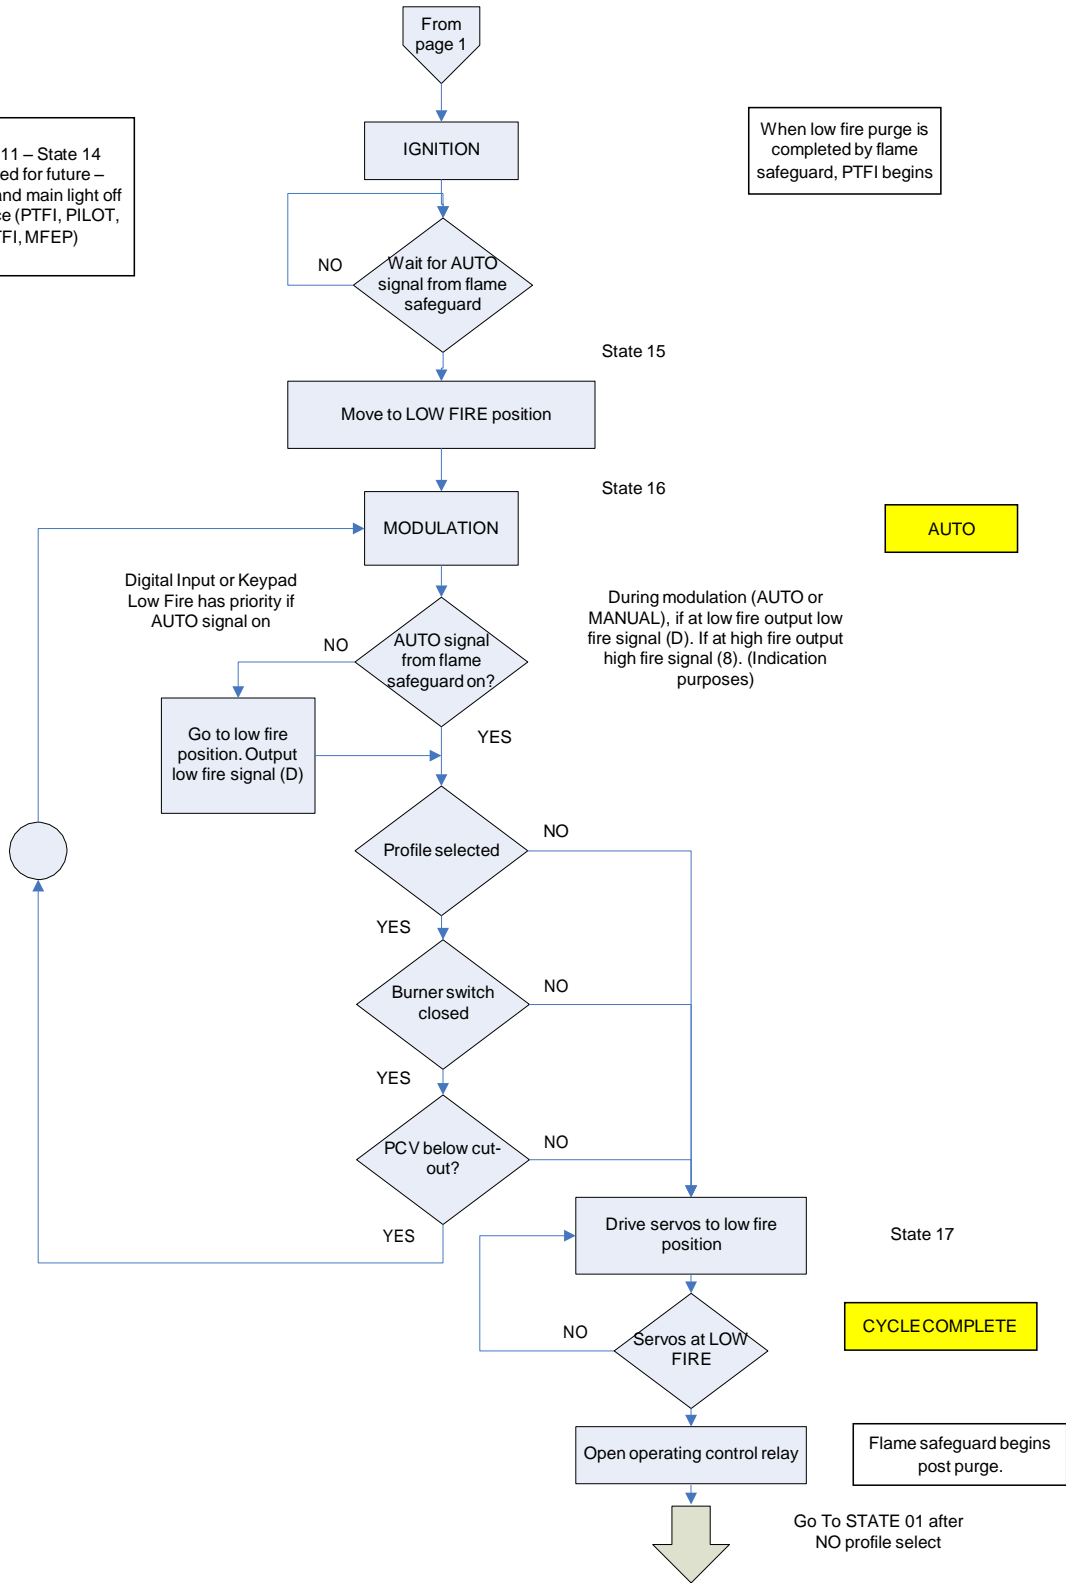 From
page 1
11 – State 14
ed for future –
and main light off
ce (PTFI, PILOT,
FI, MFEP)
IGNITION
When low fire purge is
completed by flame
safeguard, PTFI begins
NO
Wait for AUTO
signal from flame
safeguard
State 15
Move to LOW FIRE position
State 16
MODULATION
AUTO
Digital Input or Keypad
Low Fire has priority if
AUTO signal on
During modulation (AUTO or
MANUAL), if at low fire output low
fire signal (D). If at high fire output
high fire signal (8). (Indication
purposes)
NO
AUTO signal
from flame
safeguard on?
YES
Go to low fire
position. Output
low fire signal (D)
Profile selected
NO
YES
Burner switch
closed
NO
YES
PCV below cut-
out?
NO
YES
Drive servos to low fire
position
State 17
CYCLE COMPLETE
NO
Servos at LOW
FIRE
Open operating control relay
Flame safeguard begins
post purge.
Go To STATE 01 after
NO profile select